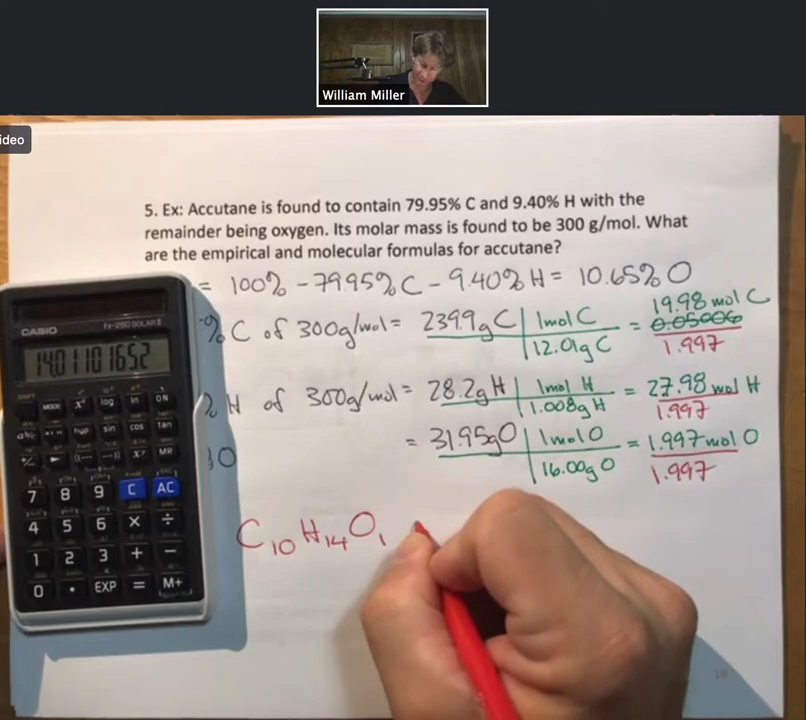 William Miller
ideo
5. Ex: Accutane is found to contain 79.95% C and 9.40% H with the
remainder being oxygen. Its molar mass is found to be 300 g/mol. What
are the empirical and molecular formulas for accutane?
= 100% - 79.95% C - 9.40% H = 10.65% O
% C of 300g/mol = 239.9g C | 1 mol C / 12.01g C = 19.98 mol C / 1.997
% H of 300g/mol = 28.2g H | 1 mol H / 1.008g H = 27.98 mol H / 1.997
O = 31.95g O | 1 mol O / 16.00g O = 1.997 mol O / 1.997
C10 H14 O1
CASIO
fx-260 SOLAR II
14.01101652
MODE x² log ln ON
hyp sin cos tan
MR
7 8 9 C AC
4 5 6 × ÷
1 2 3 + −
0 . EXP = M+